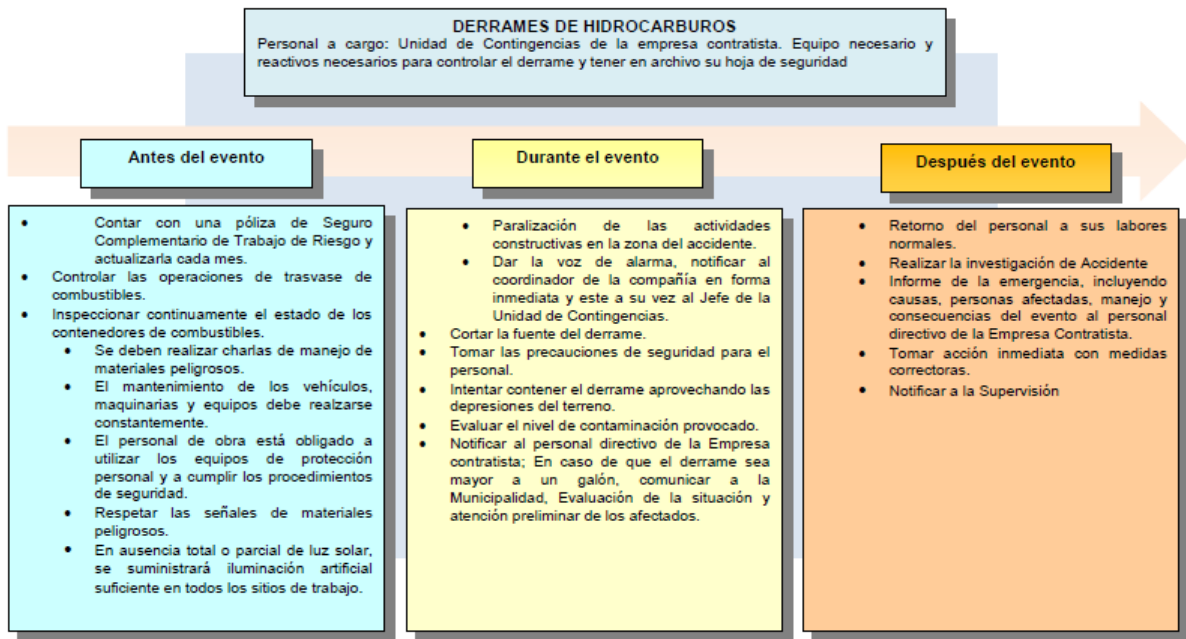 DERRAMES DE HIDROCARBUROS
Personal a cargo: Unidad de Contingencias de la empresa contratista. Equipo necesario y
reactivos necesarios para controlar el derrame y tener en archivo su hoja de seguridad
Antes del evento
• Contar con una póliza de Seguro
Complementario de Trabajo de Riesgo y
actualizarla cada mes.
• Controlar las operaciones de trasvase de
combustibles.
• Inspeccionar continuamente el estado de los
contenedores de combustibles.
• Se deben realizar charlas de manejo de
materiales peligrosos.
• El mantenimiento de los vehículos,
maquinarias y equipos debe realzarse
constantemente.
• El personal de obra está obligado a
utilizar los equipos de protección
personal y a cumplir los procedimientos
de seguridad.
• Respetar las señales de materiales
peligrosos.
• En ausencia total o parcial de luz solar,
se suministrará iluminación artificial
suficiente en todos los sitios de trabajo.
Durante el evento
• Paralización de las actividades
constructivas en la zona del accidente.
• Dar la voz de alarma, notificar al
coordinador de la compañía en forma
inmediata y este a su vez al Jefe de la
Unidad de Contingencias.
• Cortar la fuente del derrame.
• Tomar las precauciones de seguridad para el
personal.
• Intentar contener el derrame aprovechando las
depresiones del terreno.
• Evaluar el nivel de contaminación provocado.
• Notificar al personal directivo de la Empresa
contratista; En caso de que el derrame sea
mayor a un galón, comunicar a la
Municipalidad, Evaluación de la situación y
atención preliminar de los afectados.
Después del evento
• Retorno del personal a sus labores
normales.
• Realizar la investigación de Accidente
• Informe de la emergencia, incluyendo
causas, personas afectadas, manejo y
consecuencias del evento al personal
directivo de la Empresa Contratista.
• Tomar acción inmediata con medidas
correctoras.
• Notificar a la Supervisión